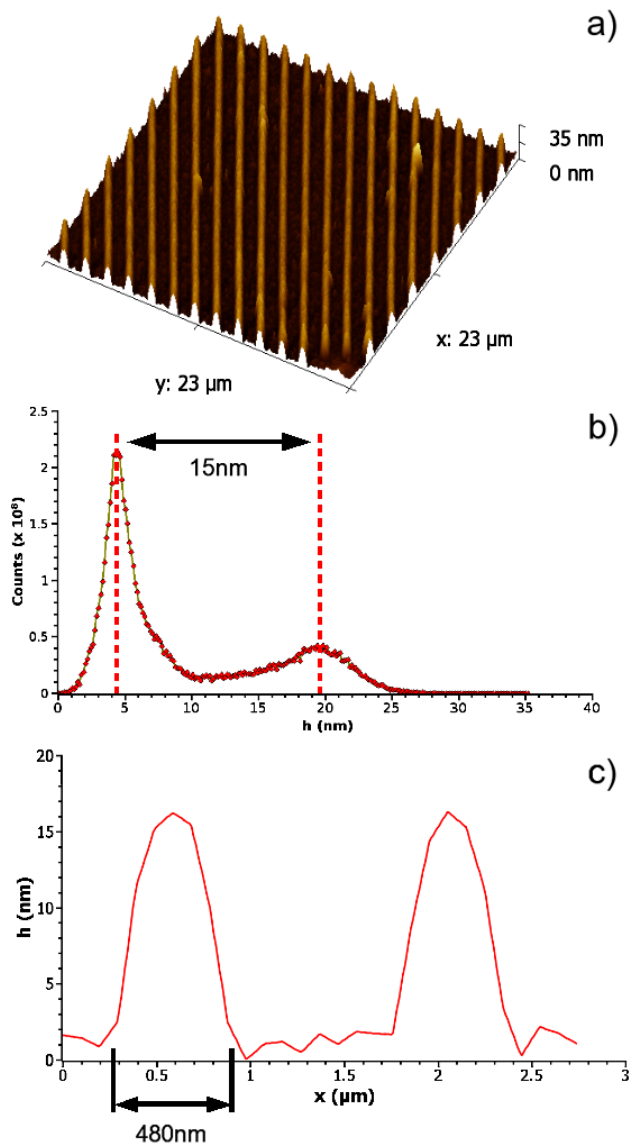 a)
35 nm
0 nm
x: 23 µm
y: 23 µm
b)
2.5
2
1.5
1
0.5
0
Counts (x 10⁸)
15nm
0 5 10 15 20 25 30 35 40
h (nm)
c)
20
15
10
5
0
h (nm)
0 0.5 1 1.5 2 2.5 3
x (µm)
480nm